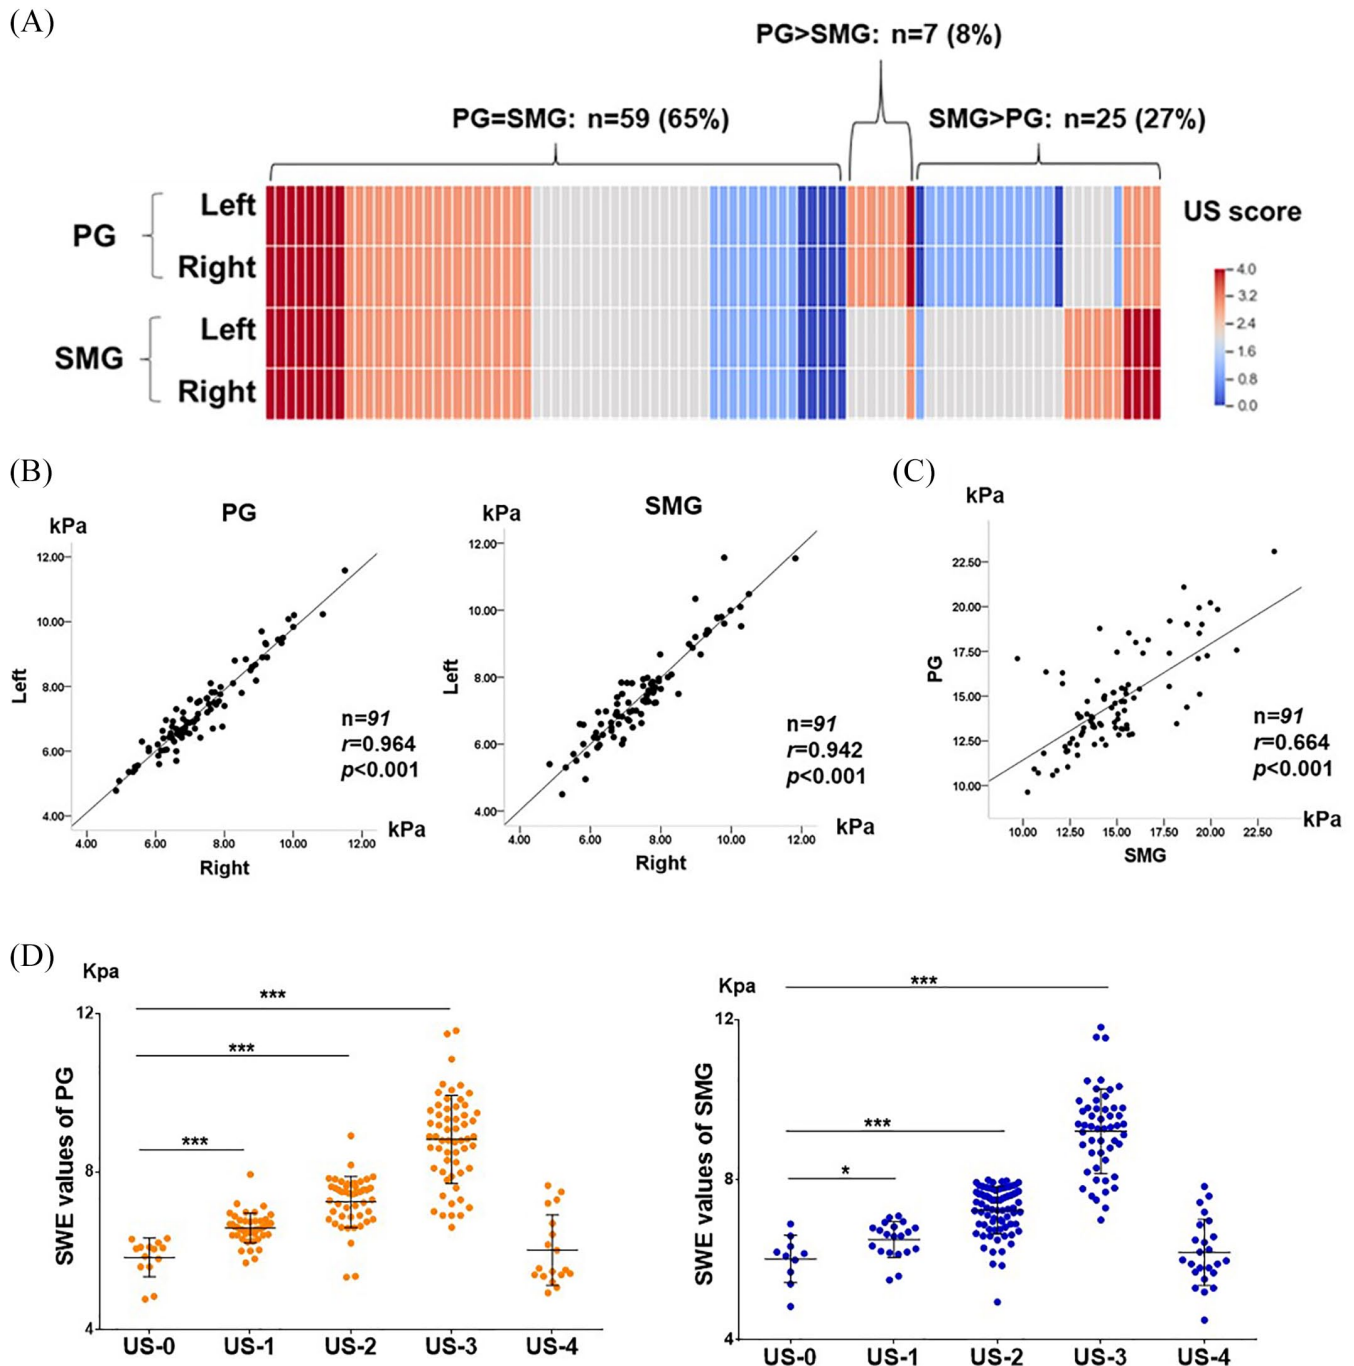 (A)
PG>SMG: n=7 (8%)
PG=SMG: n=59 (65%)
SMG>PG: n=25 (27%)
PG
Left
Right
SMG
Left
Right
US score
4.0
3.2
2.4
1.6
0.8
0.0
(B)
PG
kPa
12.00
10.00
8.00
6.00
4.00
Left
n=91
r=0.964
p<0.001
4.00 6.00 8.00 10.00 12.00
kPa
Right
SMG
kPa
12.00
10.00
8.00
6.00
4.00
Left
n=91
r=0.942
p<0.001
4.00 6.00 8.00 10.00 12.00
kPa
Right
(C)
kPa
22.50
20.00
17.50
15.00
12.50
10.00
PG
n=91
r=0.664
p<0.001
10.00 12.50 15.00 17.50 20.00 22.50
kPa
SMG
(D)
Kpa
12
8
4
SWE values of PG
***
***
***
US-0 US-1 US-2 US-3 US-4
Kpa
12
8
4
SWE values of SMG
***
***
*
US-0 US-1 US-2 US-3 US-4